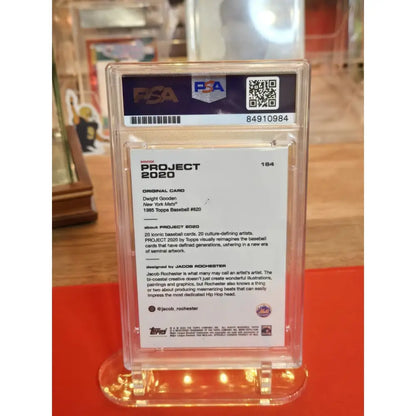 PSA
PSA
84910984
PROJECT
2020
184
ORIGINAL CARD
Dwight Gooden
New York Mets®
1985 Topps Baseball #620
about PROJECT 2020
20 iconic baseball cards, 20 culture-defining artists.
PROJECT 2020 by Topps visually reimagines the baseball
cards that have defined generations, ushering in a new era
of seminal artwork.
designed by JACOB ROCHESTER
Jacob Rochester is what many may call an artist's artist. The
bi-coastal creative doesn't just create wonderful illustrations,
paintings and graphics, but Rochester also knows a thing
or two about producing mesmerizing beats that can easily
impress the most dedicated Hip Hop head.
@jacob_rochester
Topps